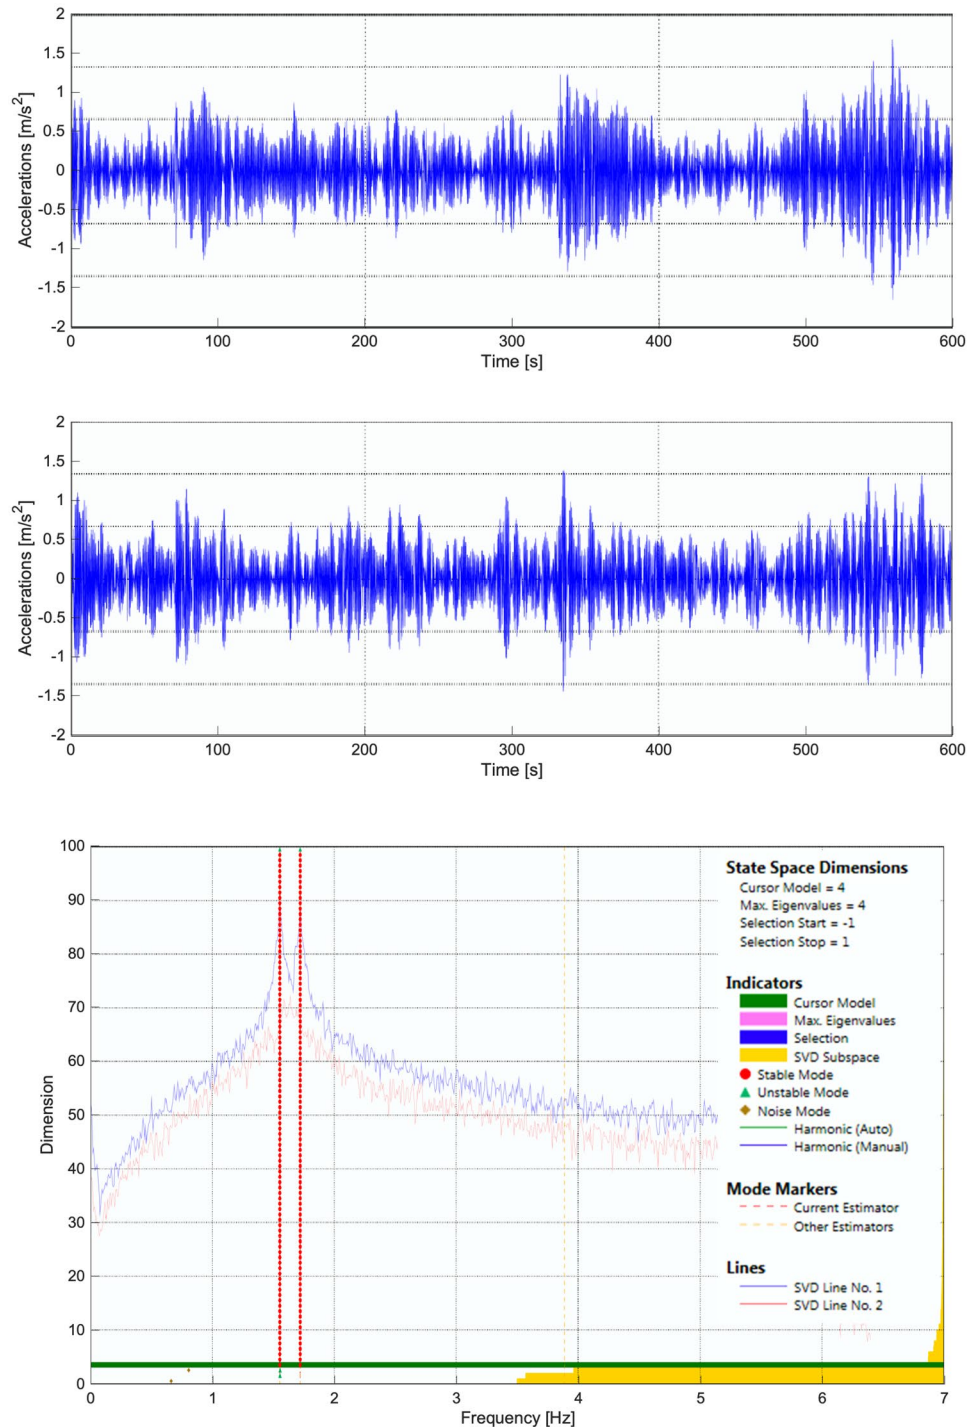 2
1.5
1
0.5
0
-0.5
-1
-1.5
-2
Accelerations [m/s²]
0 100 200 300 400 500 600
Time [s]
2
1.5
1
0.5
0
-0.5
-1
-1.5
-2
Accelerations [m/s²]
0 100 200 300 400 500 600
Time [s]
100
90
80
70
60
50
40
30
20
10
0
Dimension
0 1 2 3 4 5 6 7
Frequency [Hz]
State Space Dimensions
Cursor Model = 4
Max. Eigenvalues = 4
Selection Start = -1
Selection Stop = 1
Indicators
Cursor Model
Max. Eigenvalues
Selection
SVD Subspace
Stable Mode
Unstable Mode
Noise Mode
Harmonic (Auto)
Harmonic (Manual)
Mode Markers
Current Estimator
Other Estimators
Lines
SVD Line No. 1
SVD Line No. 2